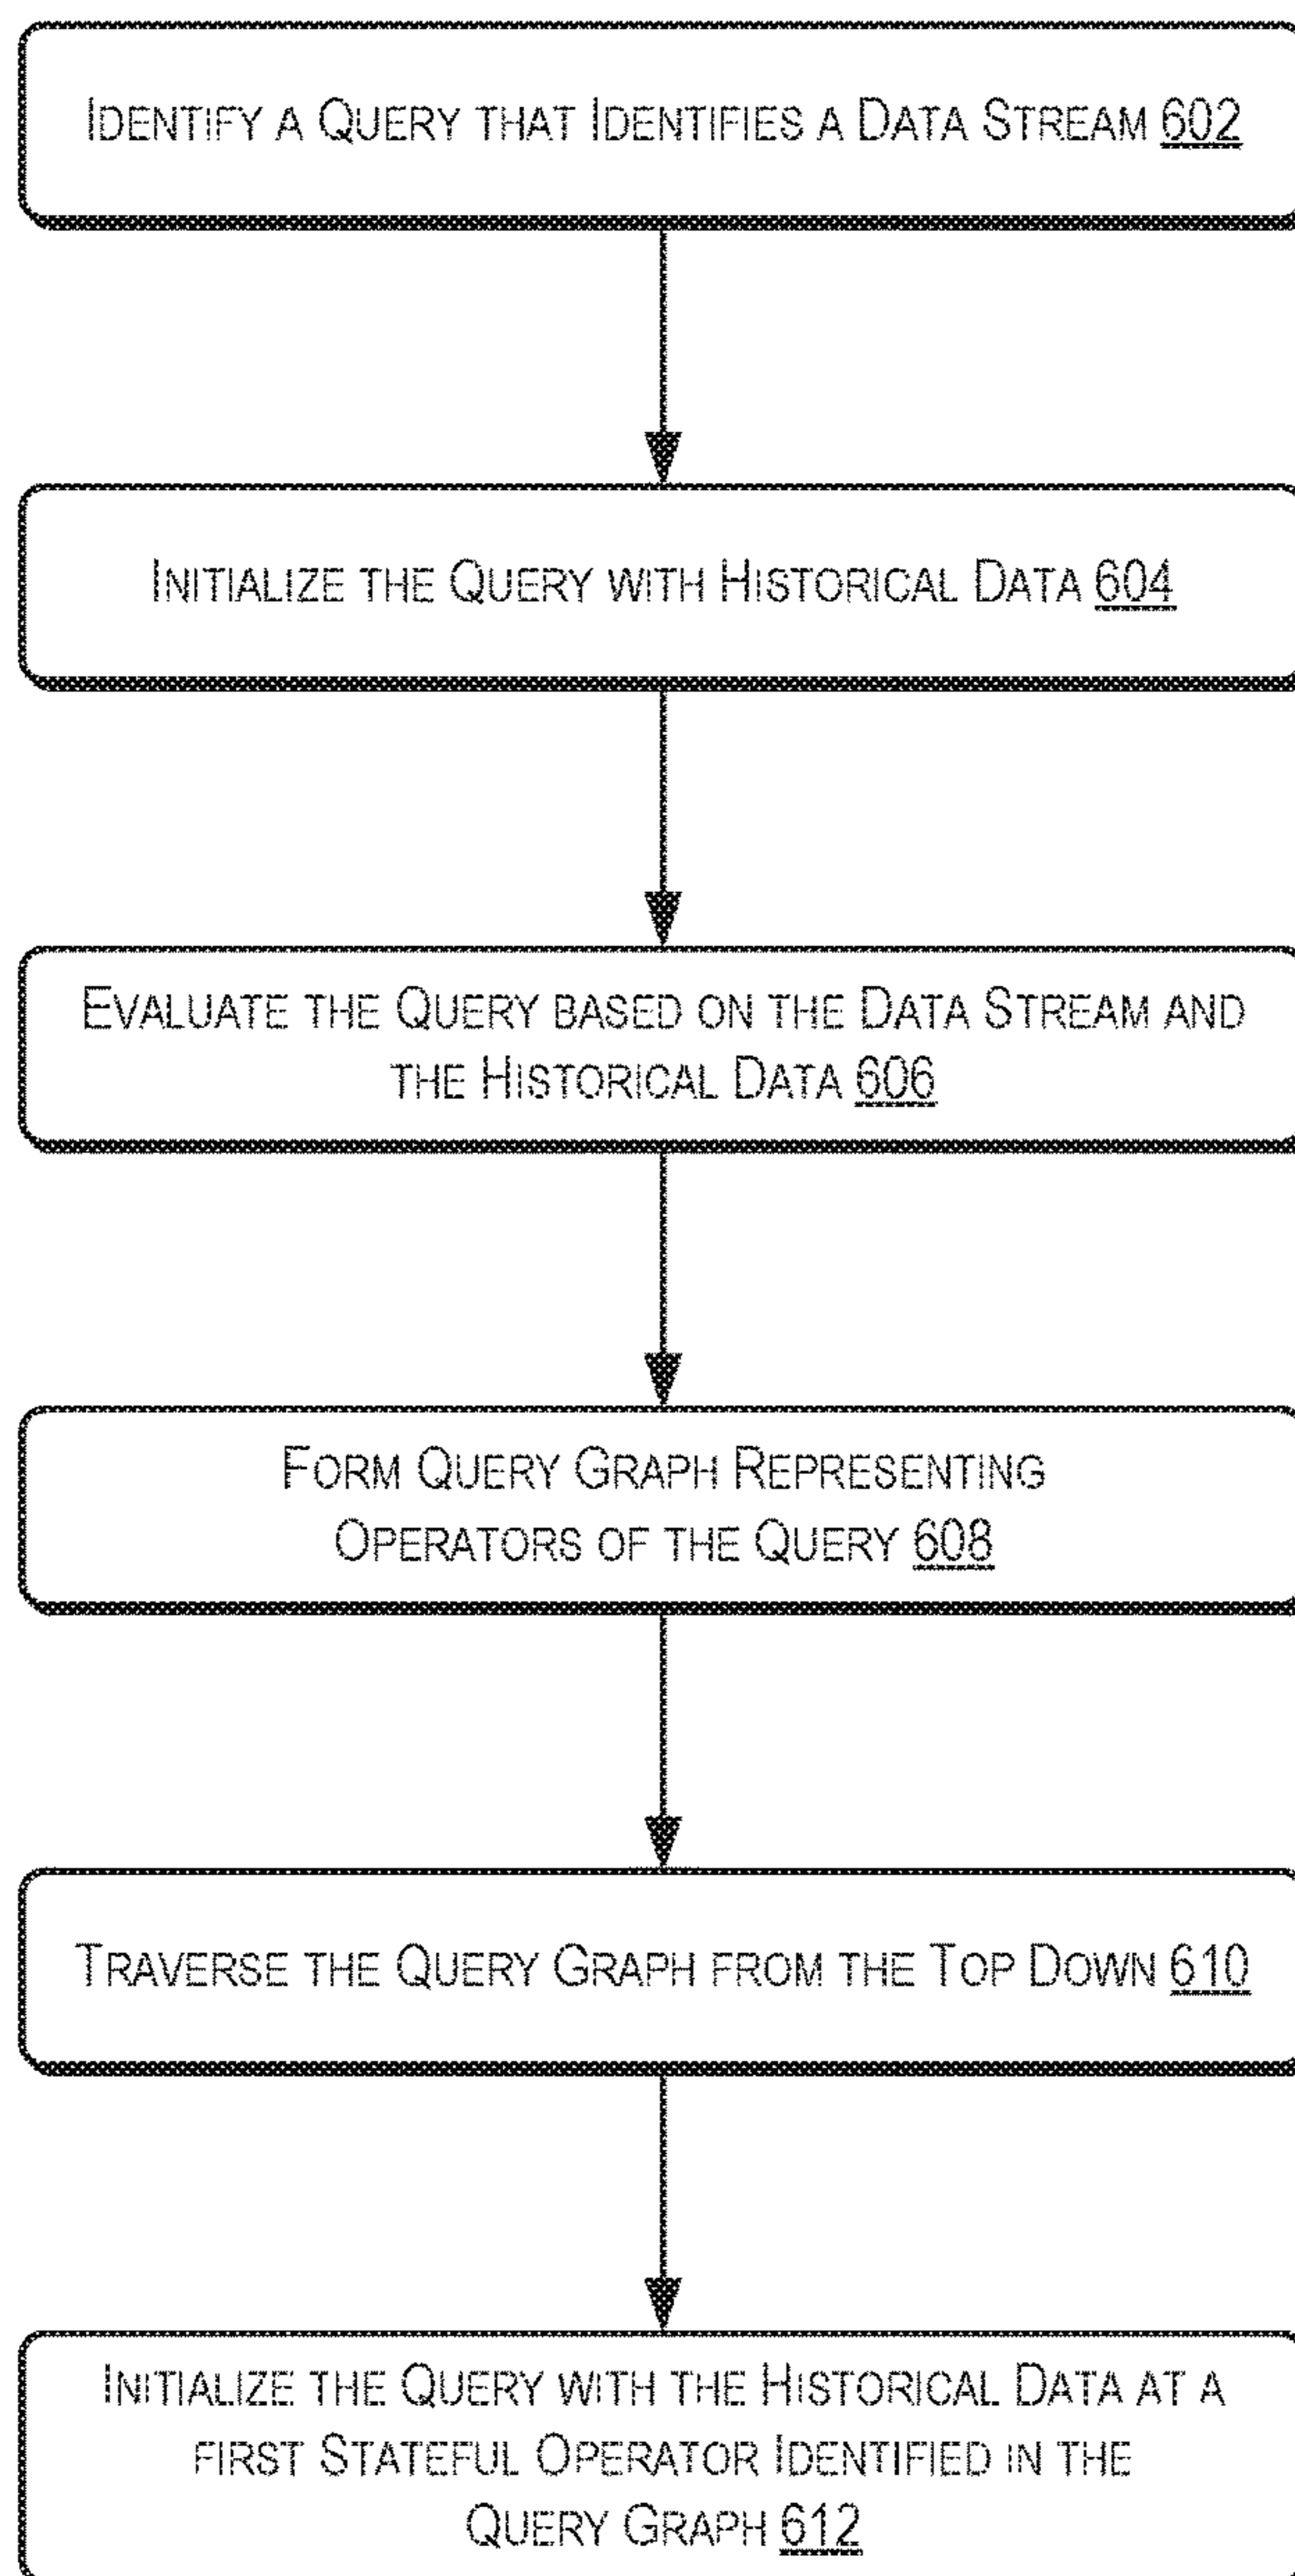 IDENTIFY A QUERY THAT IDENTIFIES A DATA STREAM 602
INITIALIZE THE QUERY WITH HISTORICAL DATA 604
EVALUATE THE QUERY BASED ON THE DATA STREAM AND
THE HISTORICAL DATA 606
FORM QUERY GRAPH REPRESENTING
OPERATORS OF THE QUERY 608
TRAVERSE THE QUERY GRAPH FROM THE TOP DOWN 610
INITIALIZE THE QUERY WITH THE HISTORICAL DATA AT A
FIRST STATEFUL OPERATOR IDENTIFIED IN THE
QUERY GRAPH 612